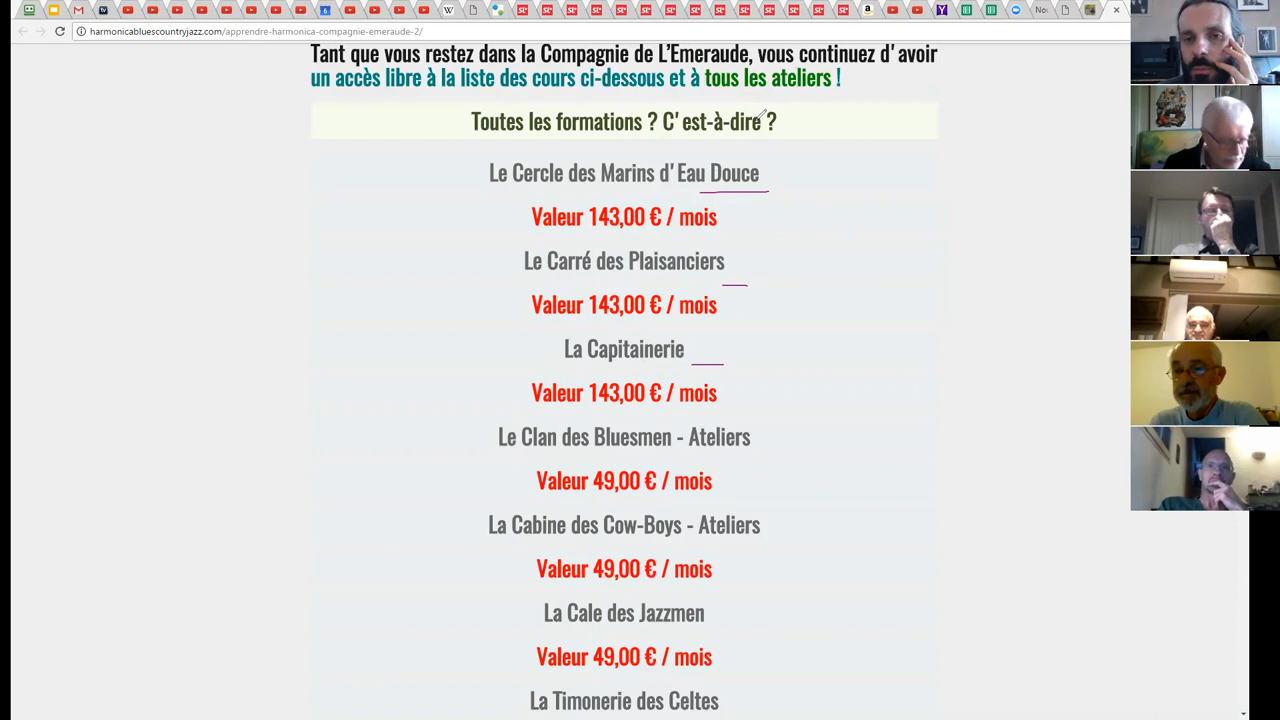 harmonicabluescountryjazz.com/apprendre-harmonica-compagnie-emeraude-2/
Tant que vous restez dans la Compagnie de L'Emeraude, vous continuez d'avoir
un accès libre à la liste des cours ci-dessous et à tous les ateliers !
Toutes les formations ? C'est-à-dire ?
Le Cercle des Marins d'Eau Douce
Valeur 143,00 € / mois
Le Carré des Plaisanciers
Valeur 143,00 € / mois
La Capitainerie
Valeur 143,00 € / mois
Le Clan des Bluesmen - Ateliers
Valeur 49,00 € / mois
La Cabine des Cow-Boys - Ateliers
Valeur 49,00 € / mois
La Cale des Jazzmen
Valeur 49,00 € / mois
La Timonerie des Celtes